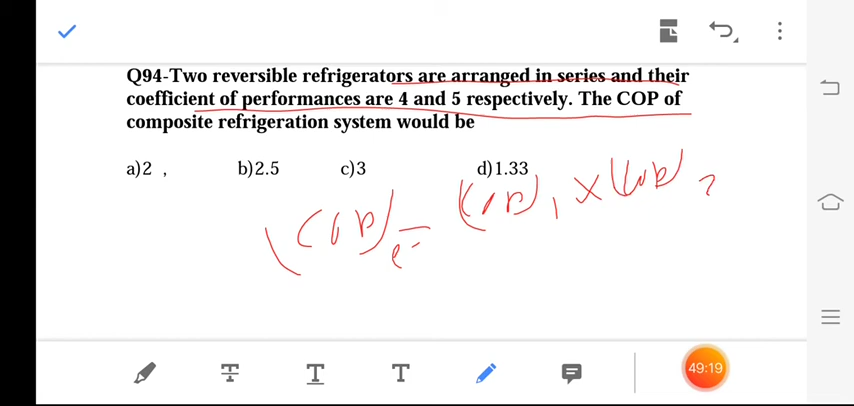 Q94-Two reversible refrigerators are arranged in series and their
coefficient of performances are 4 and 5 respectively. The COP of
composite refrigeration system would be
a)2 , b)2.5 c)3 d)1.33
(COP) = (COP)1 × (COP)2
T T T
49:19